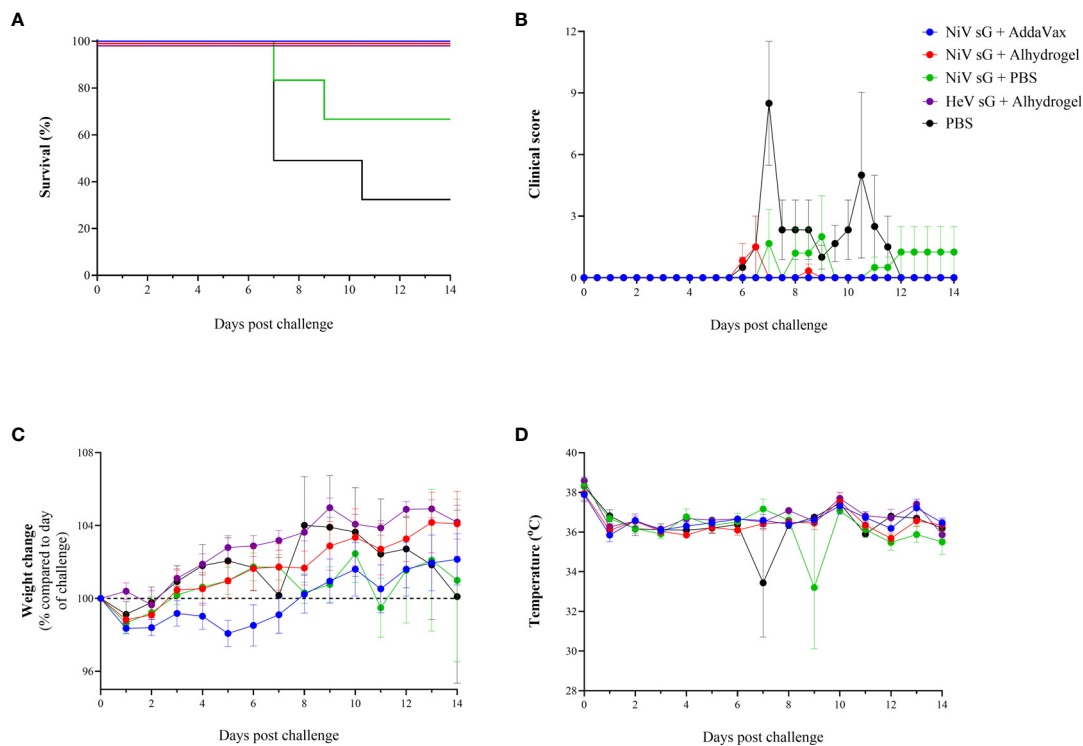 A
100
80
60
40
20
0
Survival (%)
0 2 4 6 8 10 12 14
Days post challenge
B
12
9
6
3
0
Clinical score
0 2 4 6 8 10 12 14
Days post challenge
NiV sG + AddaVax
NiV sG + Alhydrogel
NiV sG + PBS
HeV sG + Alhydrogel
PBS
C
108
104
100
96
Weight change
(% compared to day
of challenge)
0 2 4 6 8 10 12 14
Days post challenge
D
40
38
36
34
32
30
28
Temperature (°C)
0 2 4 6 8 10 12 14
Days post challenge